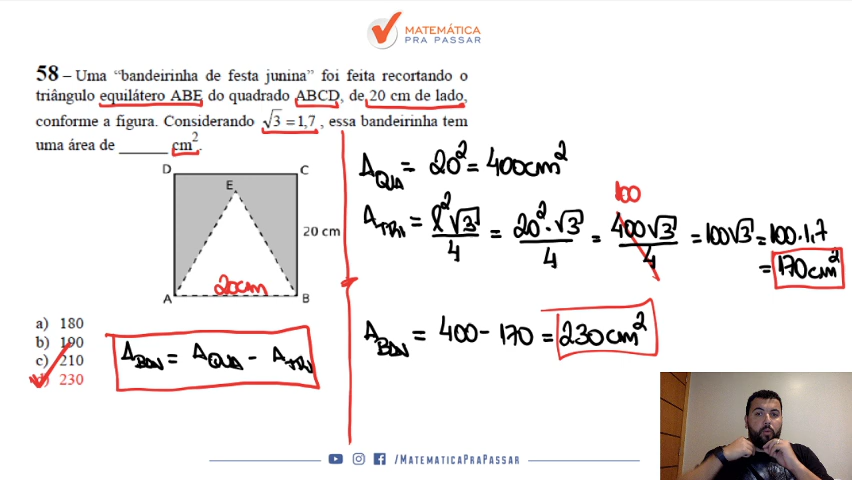 MATEMÁTICA
PRA PASSAR
58 – Uma “bandeirinha de festa junina” foi feita recortando o
triângulo equilátero ABE do quadrado ABCD, de 20 cm de lado,
conforme a figura. Considerando √3 = 1,7 , essa bandeirinha tem
uma área de ______ cm².
D
C
E
20 cm
20cm
A
B
a) 180
b) 190
c) 210
d) 230
A_BAN = A_QUA - A_TRI
A_QUA = 20² = 400cm²
100
A_TRI = l²√3/4 = 20².√3/4 = 400√3/4 = 100√3 = 100.1,7
= 170cm²
A_BAN = 400 - 170 = 230cm²
/MATEMATICAPRAPASSAR